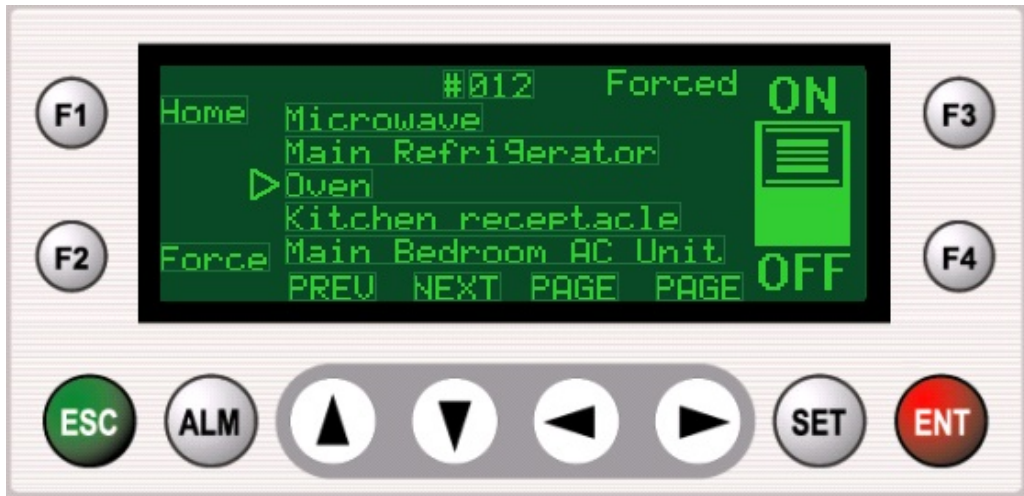 #012 Forced ON
F1 Home Microwave F3
Main Refrigerator
Oven
Kitchen receptacle
F2 Force Main Bedroom AC Unit F4
PREV NEXT PAGE PAGE OFF
ESC ALM SET ENT